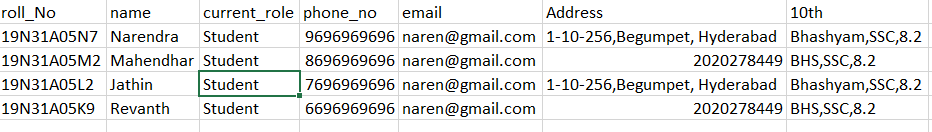 roll_No name current_role phone_no email Address 10th
19N31A05N7 Narendra Student 9696969696 naren@gmail.com 1-10-256,Begumpet, Hyderabad Bhashyam,SSC,8.2
19N31A05M2 Mahendhar Student 8696969696 naren@gmail.com 2020278449 BHS,SSC,8.2
19N31A05L2 Jathin Student 7696969696 naren@gmail.com 1-10-256,Begumpet, Hyderabad Bhashyam,SSC,8.2
19N31A05K9 Revanth Student 6696969696 naren@gmail.com 2020278449 BHS,SSC,8.2